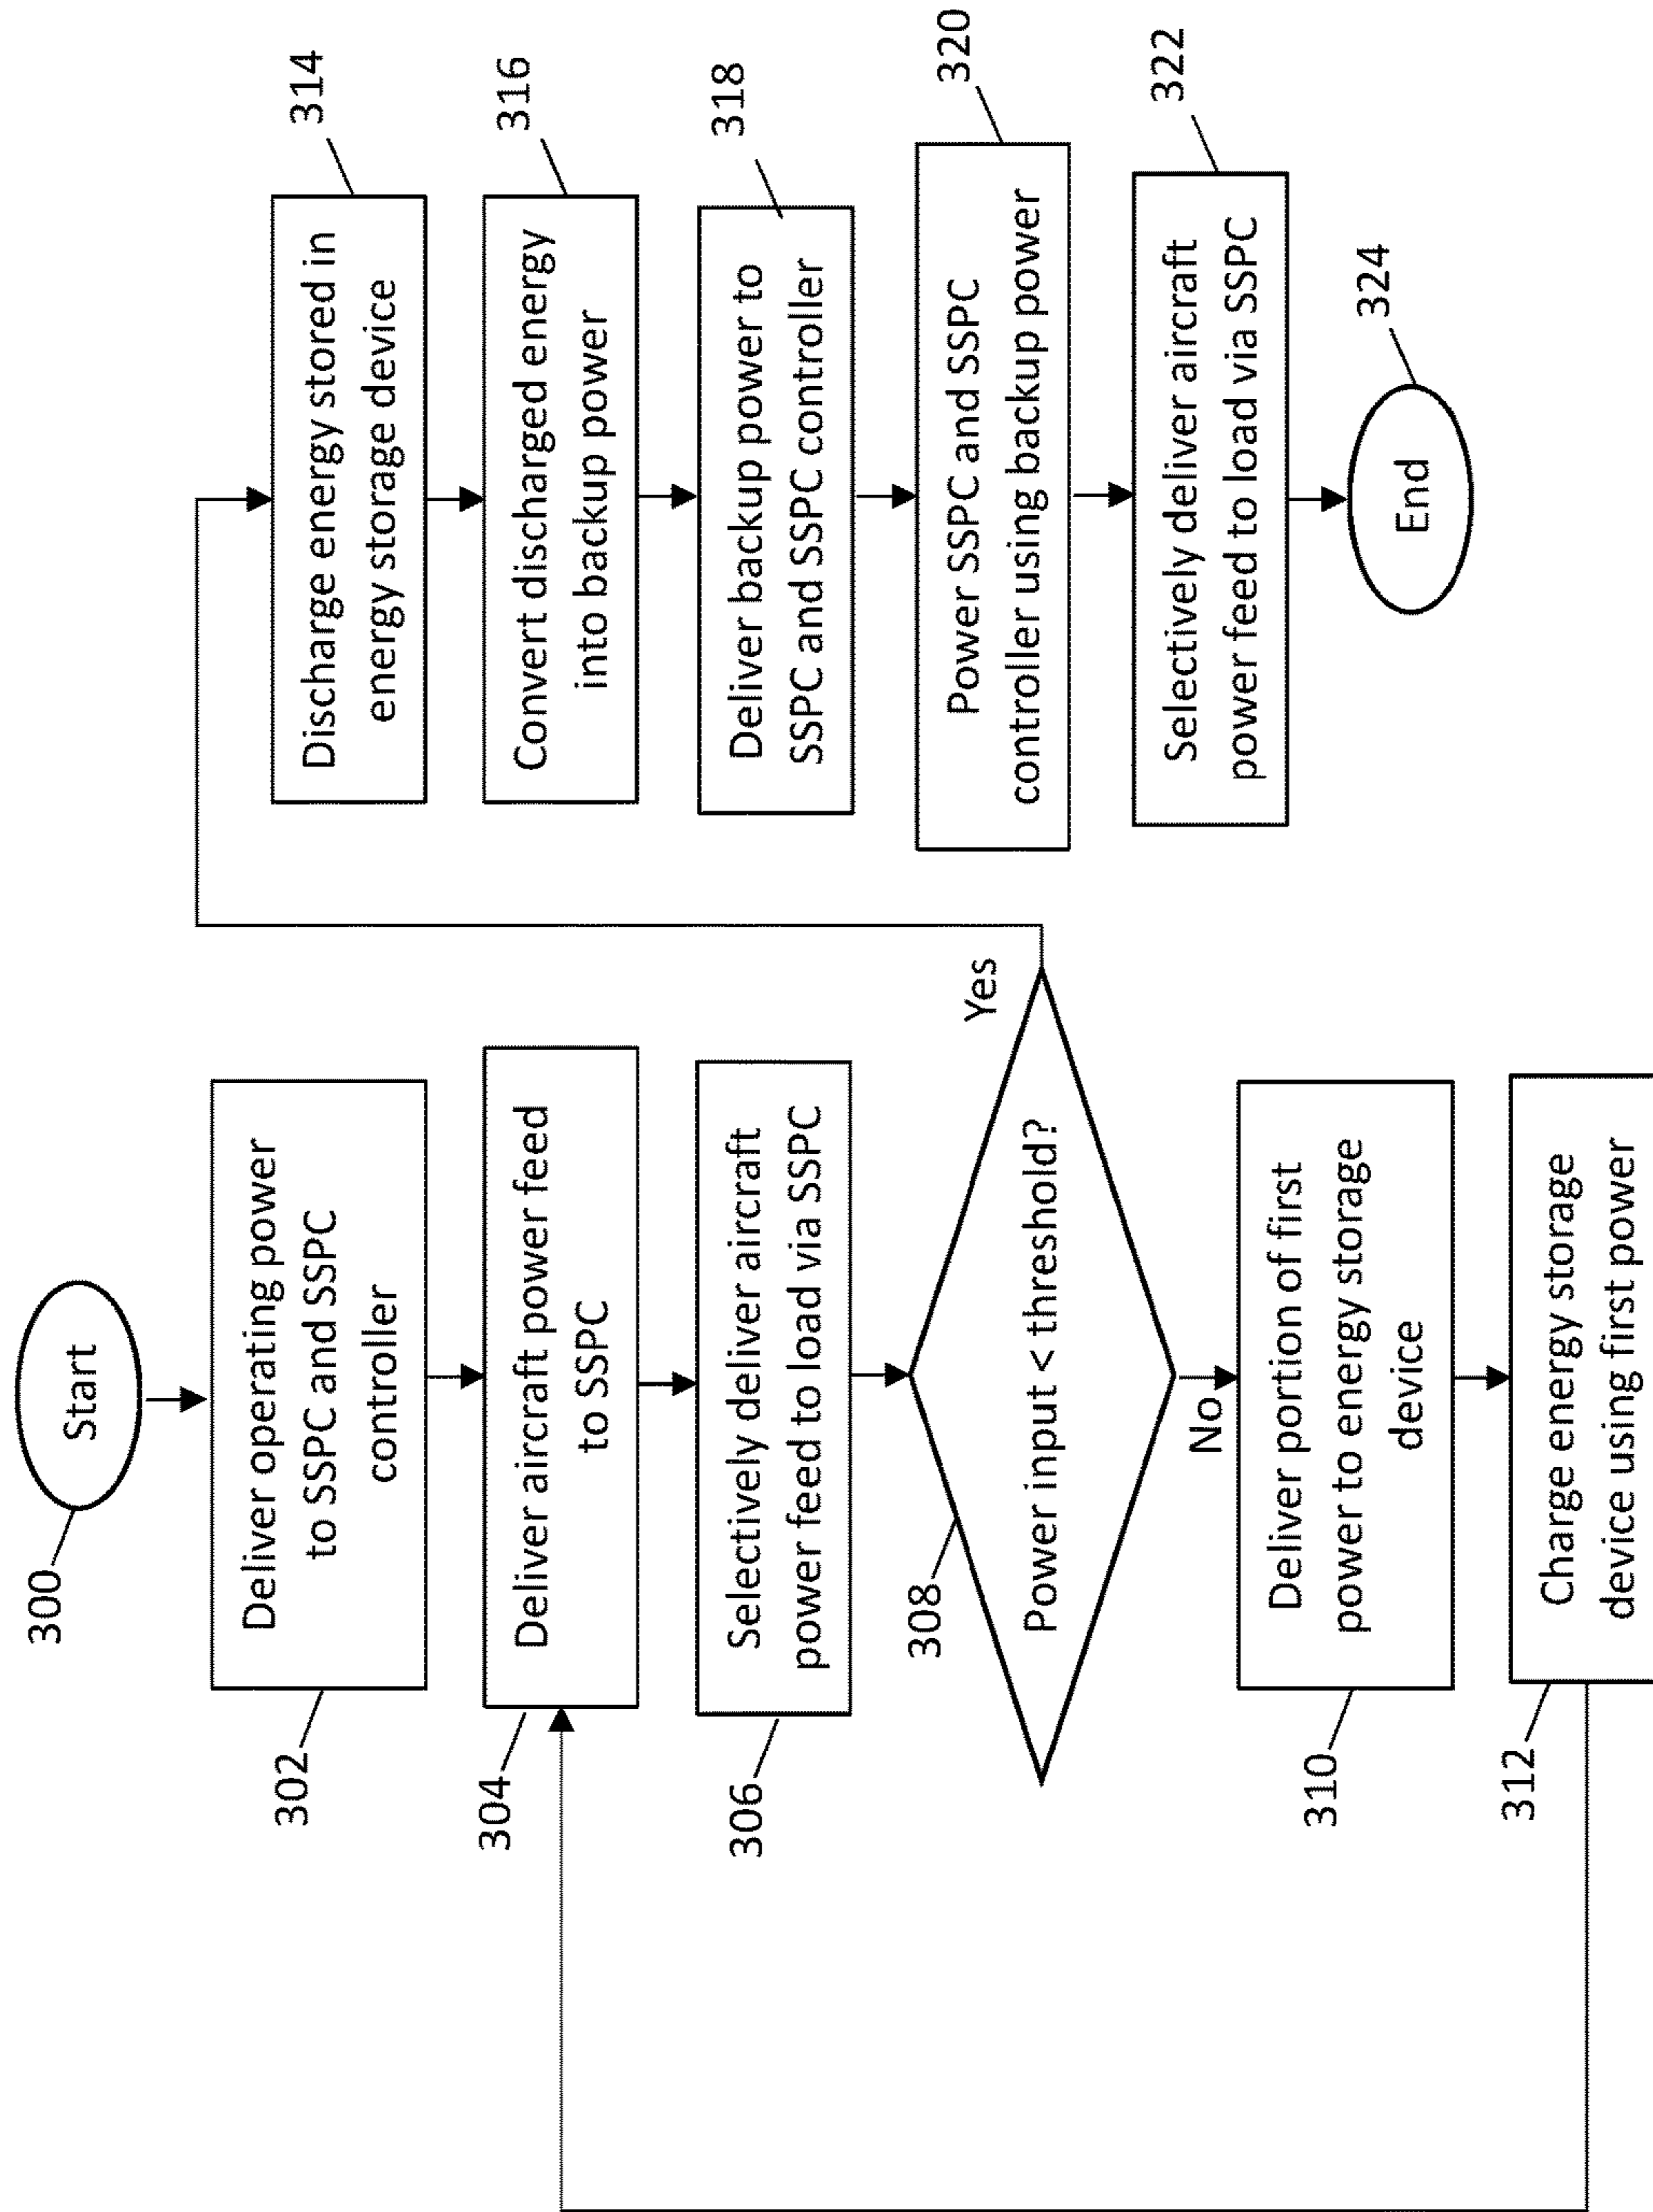 Start
300
Deliver operating power
to SSPC and SSPC
controller
302
Deliver aircraft power feed
to SSPC
304
Selectively deliver aircraft
power feed to load via SSPC
306
Power input < threshold?
308
Yes
No
Deliver portion of first
power to energy storage
device
310
Charge energy storage
device using first power
312
Discharge energy stored in
energy storage device
314
Convert discharged energy
into backup power
316
Deliver backup power to
SSPC and SSPC controller
318
Power SSPC and SSPC
controller using backup power
320
Selectively deliver aircraft
power feed to load via SSPC
322
End
324